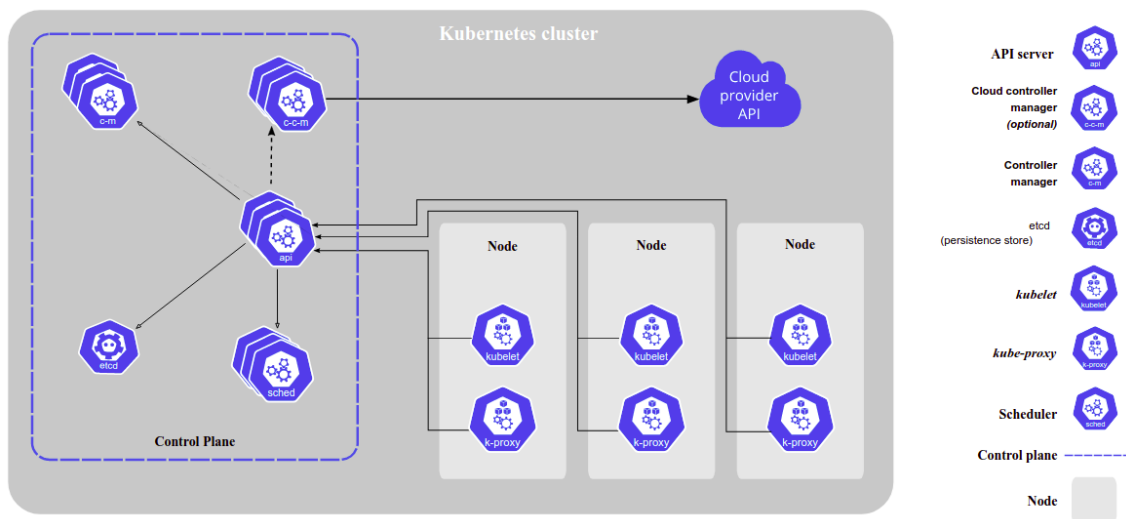 Kubernetes cluster
c-m
c-c-m
Cloud
provider
API
api
Node
Node
Node
etcd
sched
kubelet
kubelet
kubelet
k-proxy
k-proxy
k-proxy
Control Plane
API server
api
Cloud controller
manager
(optional)
c-c-m
Controller
manager
c-m
etcd
(persistence store)
etcd
kubelet
kubelet
kube-proxy
k-proxy
Scheduler
sched
Control plane
Node